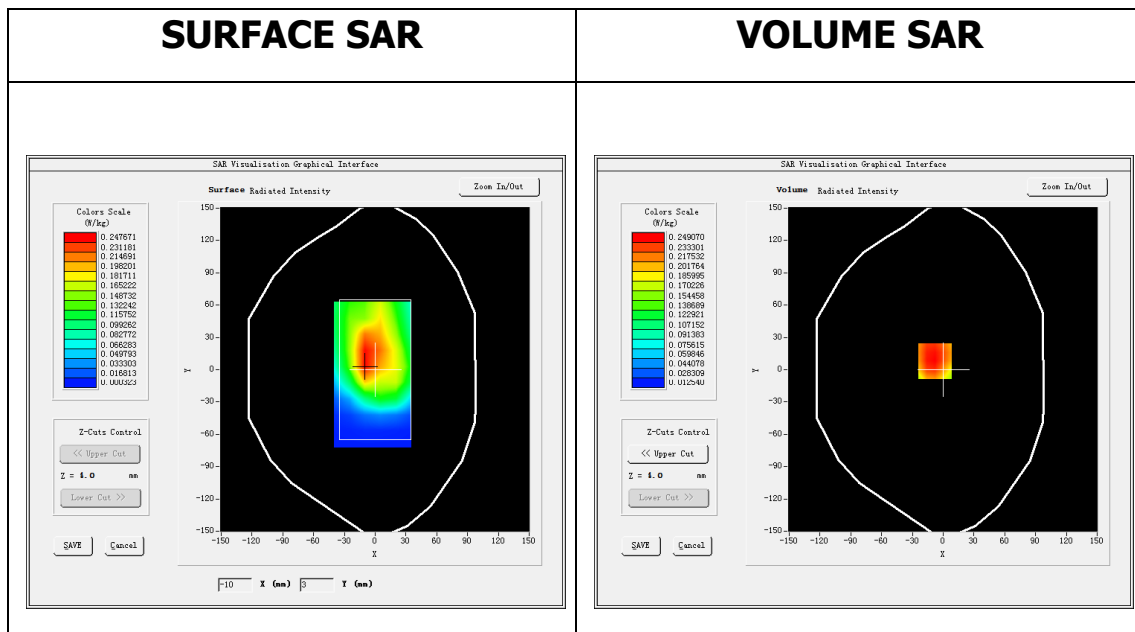 SURFACE SAR
VOLUME SAR
SAR Visualisation Graphical Interface
Surface Radiated Intensity
Zoom In/Out
Colors Scale
(W/kg)
0.247671
0.231181
0.214691
0.198201
0.181711
0.165222
0.148732
0.132242
0.115752
0.099262
0.082772
0.066283
0.049793
0.033303
0.016813
0.000323
Z-Cuts Control
<< Upper Cut
Z = 4.0 mm
Lower Cut >>
SAVE Cancel
150
120
90
60
30
0
-30
-60
-90
-120
-150
Y
-150 -120 -90 -60 -30 0 30 60 90 120 150
X
-10 X (mm) 3 Y (mm)
SAR Visualisation Graphical Interface
Volume Radiated Intensity
Zoom In/Out
Colors Scale
(W/kg)
0.249070
0.233301
0.217532
0.201764
0.185995
0.170226
0.154458
0.138689
0.122921
0.107152
0.091383
0.075615
0.059846
0.044078
0.028309
0.012540
Z-Cuts Control
<< Upper Cut
Z = 4.0 mm
Lower Cut >>
SAVE Cancel
150
120
90
60
30
0
-30
-60
-90
-120
-150
Y
-150 -120 -90 -60 -30 0 30 60 90 120 150
X